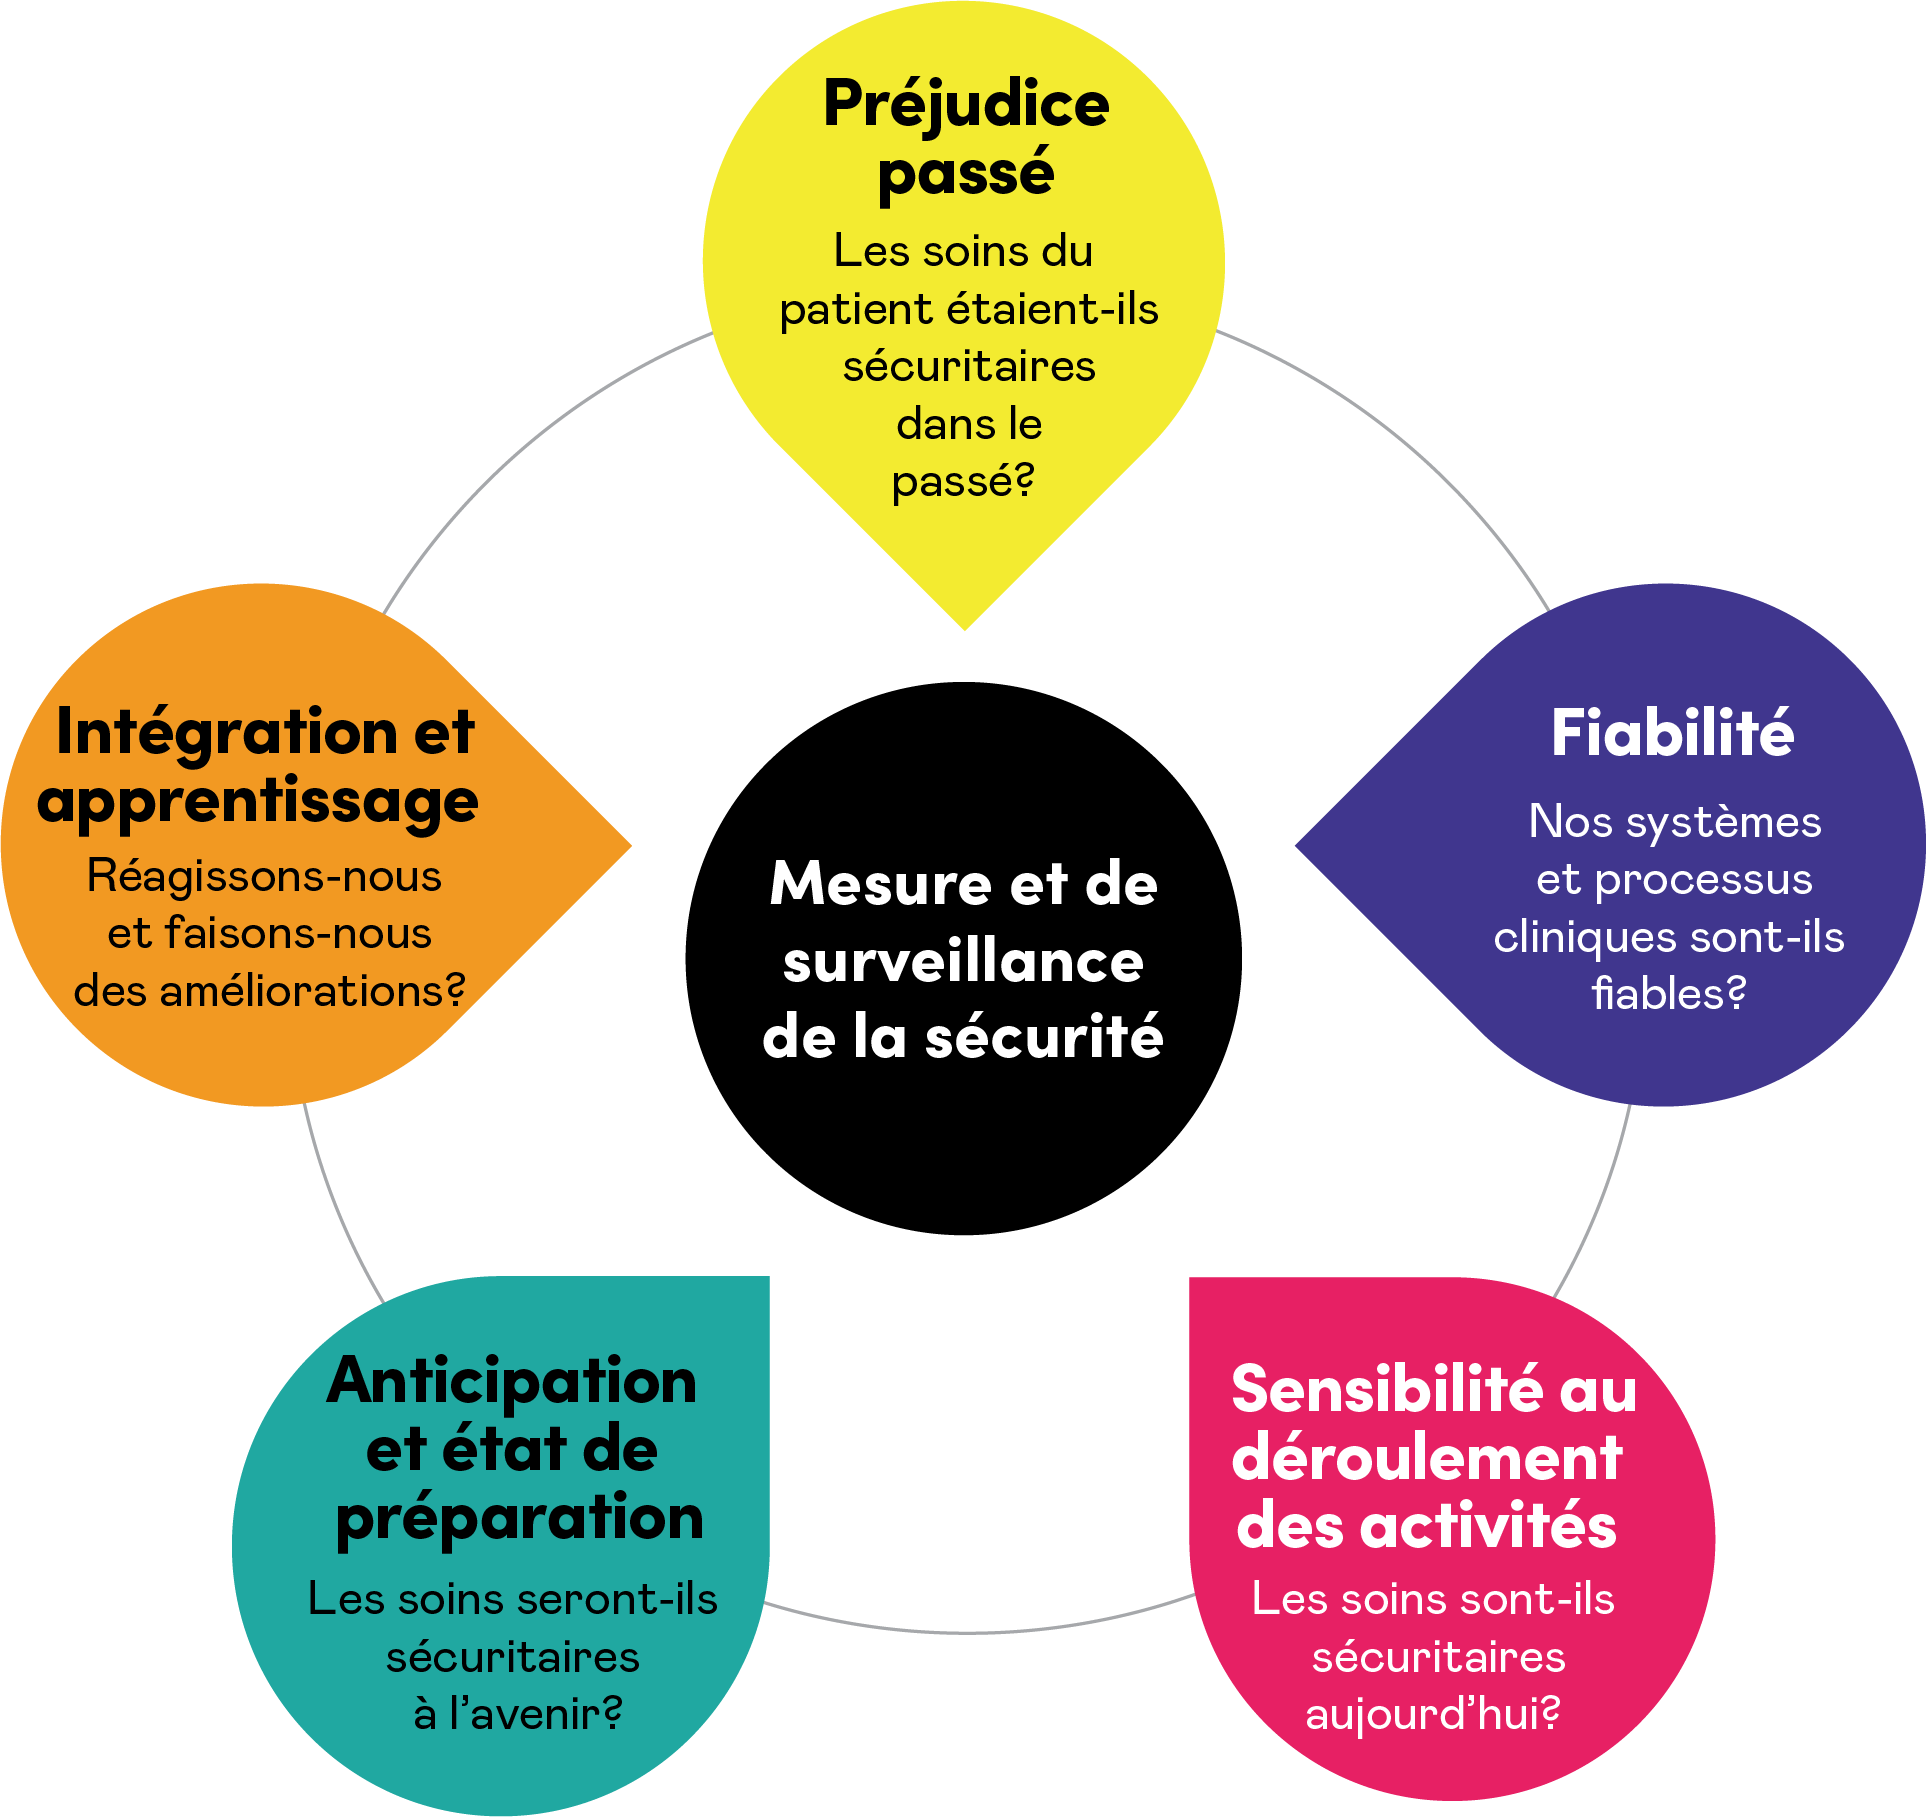 Préjudice
passé
Les soins du
patient étaient-ils
sécuritaires
dans le
passé?
Fiabilité
Nos systèmes
et processus
cliniques sont-ils
fiables?
Sensibilité au
déroulement
des activités
Les soins sont-ils
sécuritaires
aujourd’hui?
Anticipation
et état de
préparation
Les soins seront-ils
sécuritaires
à l’avenir?
Intégration et
apprentissage
Réagissons-nous
et faisons-nous
des améliorations?
Mesure et de
surveillance
de la sécurité